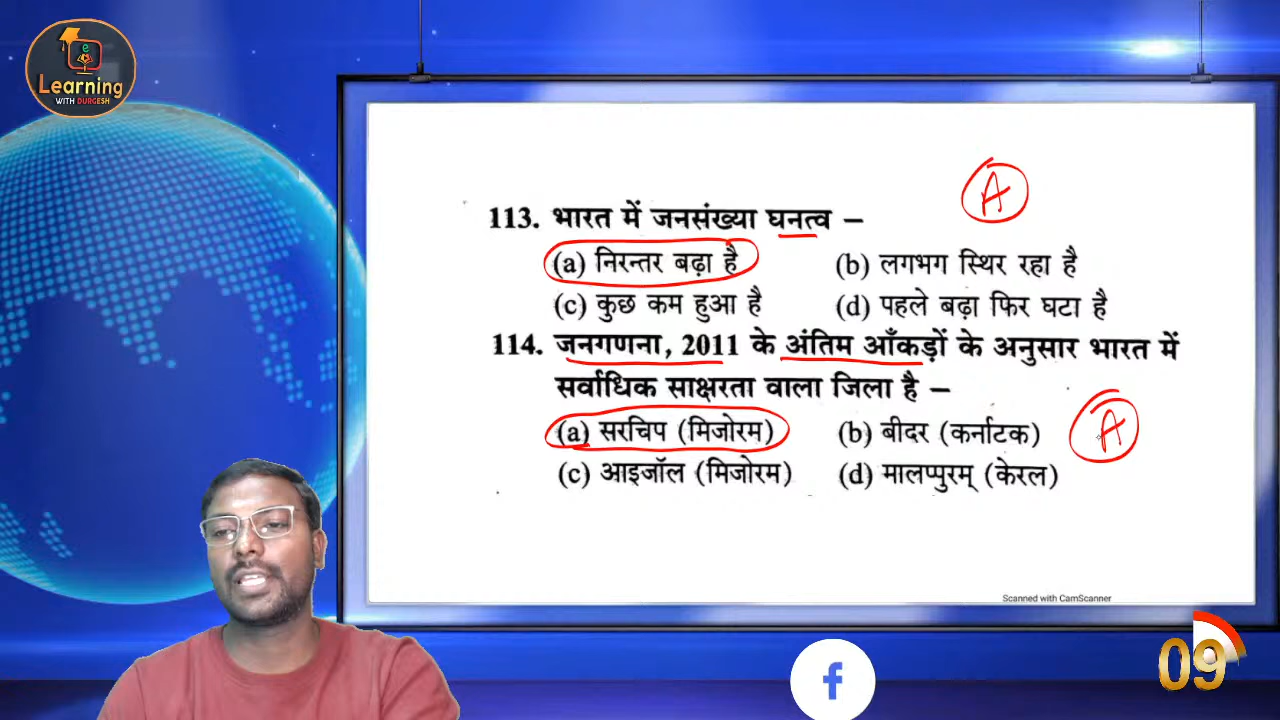 e
Learning
WITH DURGESH
A
113. भारत में जनसंख्या घनत्व –
(a) निरन्तर बढ़ा है (b) लगभग स्थिर रहा है
(c) कुछ कम हुआ है (d) पहले बढ़ा फिर घटा है
114. जनगणना, 2011 के अंतिम आँकड़ों के अनुसार भारत में
सर्वाधिक साक्षरता वाला जिला है –
A
(a) सरचिप (मिजोरम) (b) बीदर (कर्नाटक)
(c) आइजॉल (मिजोरम) (d) मालप्पुरम् (केरल)
Scanned with CamScanner
f
09